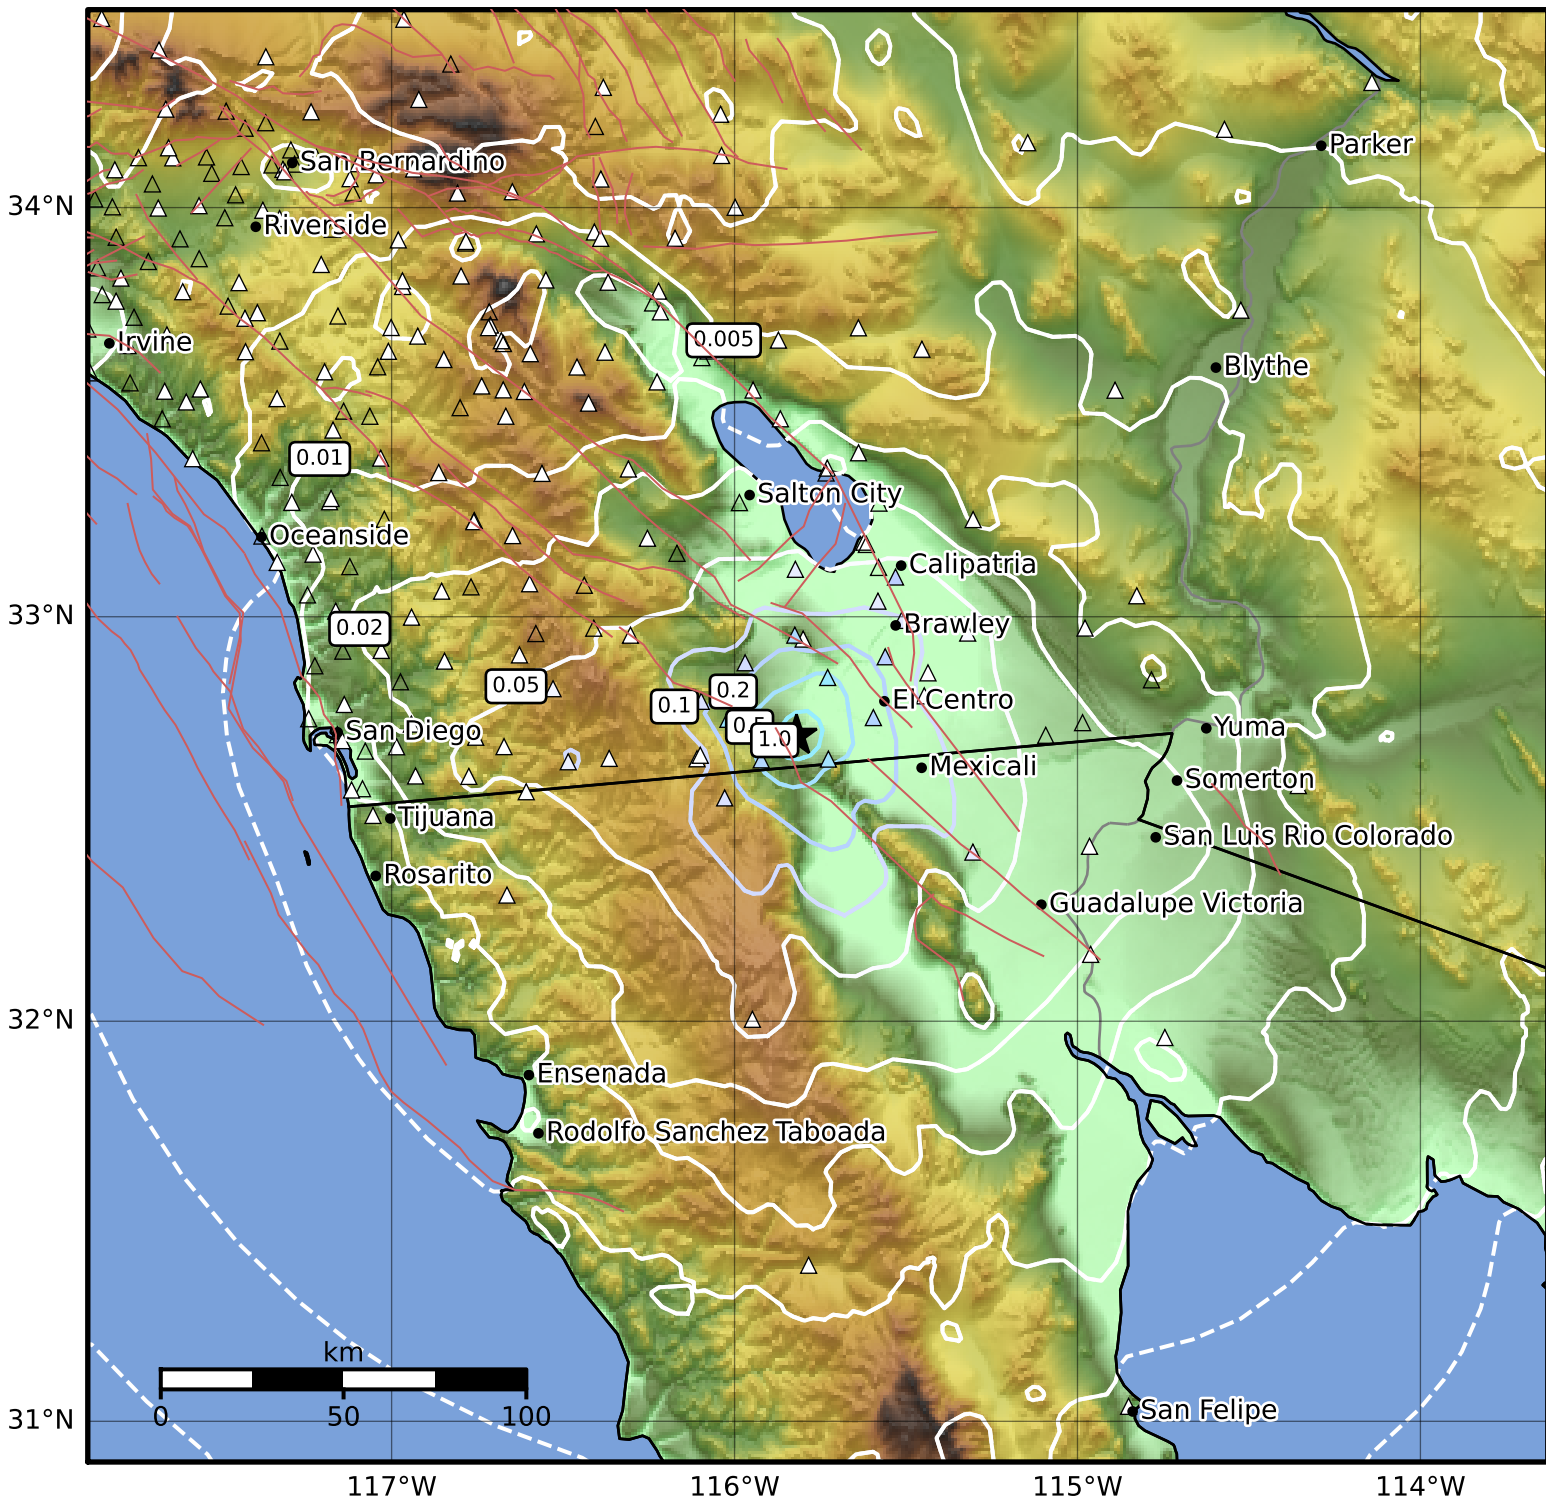 Parker
San Bernardino
34°N
Riverside
0.005
Irvine
Blythe
0.01
Salton City
Oceanside
Calipatria
33°N
0.02
Brawley
0.05
0.2
0.1
El Centro
0.5
San Diego
1.0
Yuma
Mexicali
Somerton
Tijuana
San Luis Rio Colorado
Rosarito
Guadalupe Victoria
32°N
Ensenada
Rodolfo Sanchez Taboada
km
0 50 100
San Felipe
31°N
117°W 116°W 115°W 114°W